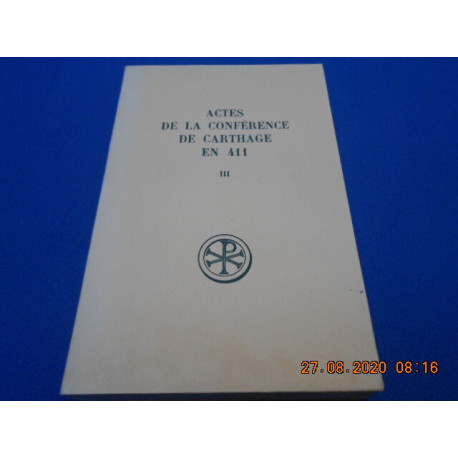 ACTES
DE LA CONFÉRENCE
DE CARTHAGE
EN 411
III
27.08.2020 08:16